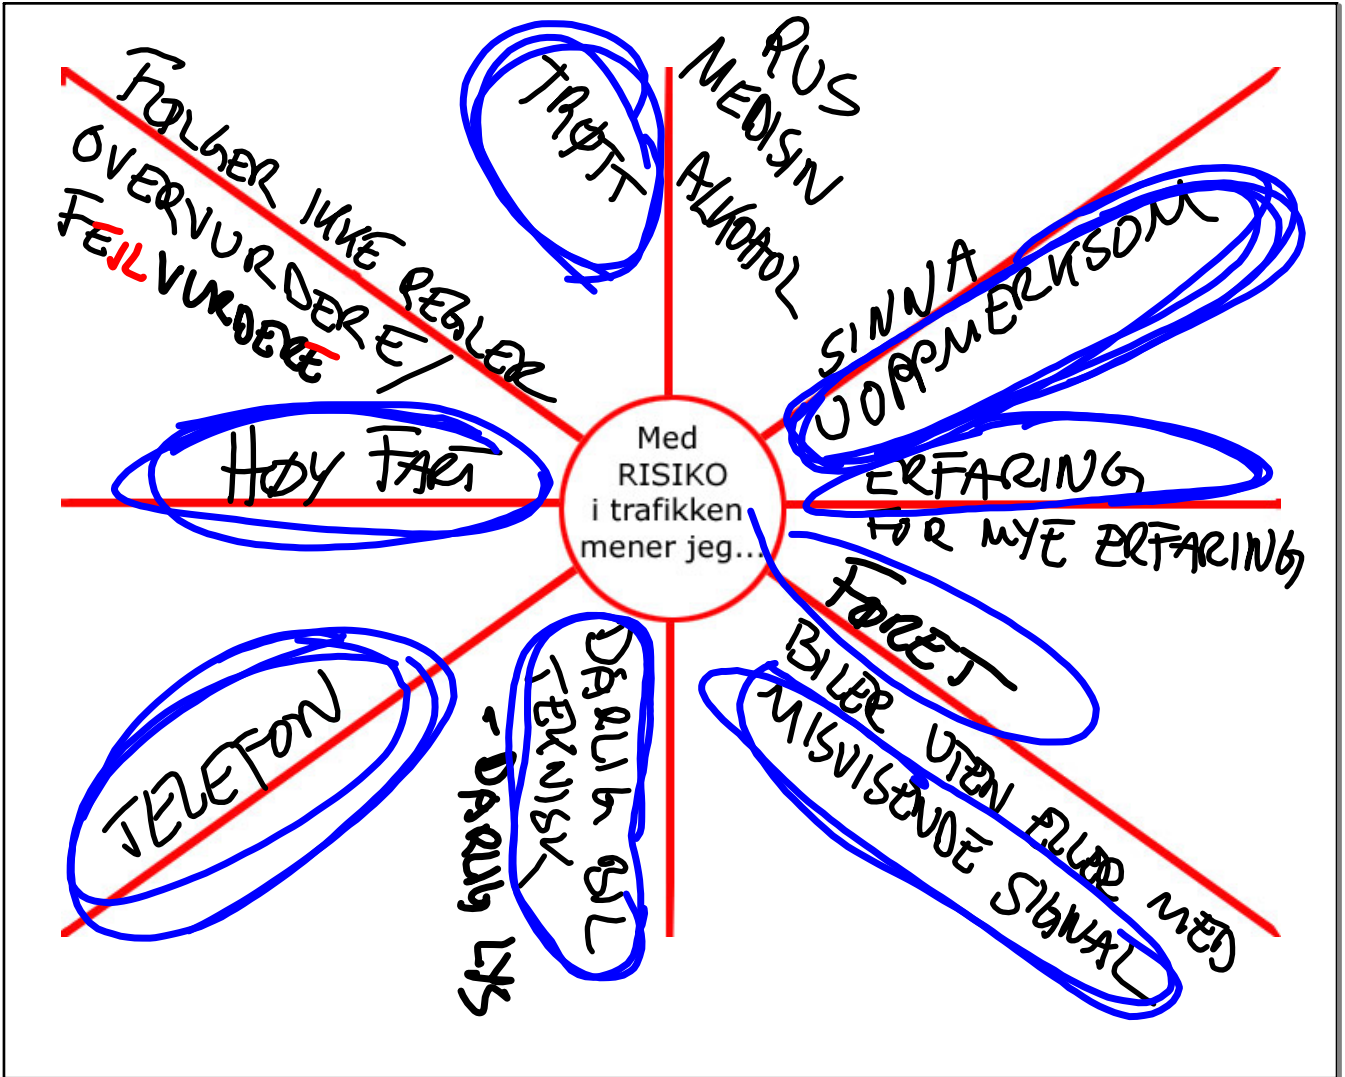 FØLGER IKKE REGLER
OVERVURDERE/
FEILVURDERE
TRØTT
RUS
MEDISIN
ALKOHOL
SINNA
UOPPMERKSOM
HØY FART
Med
RISIKO
i trafikken
mener jeg...
ERFARING
FOR MYE ERFARING
FØRET
BILER UTEN ELLER MED
MISVISENDE SIGNAL
DÅRLIG BIL
TEKNISK
- DÅRLIG LYS
TELEFON